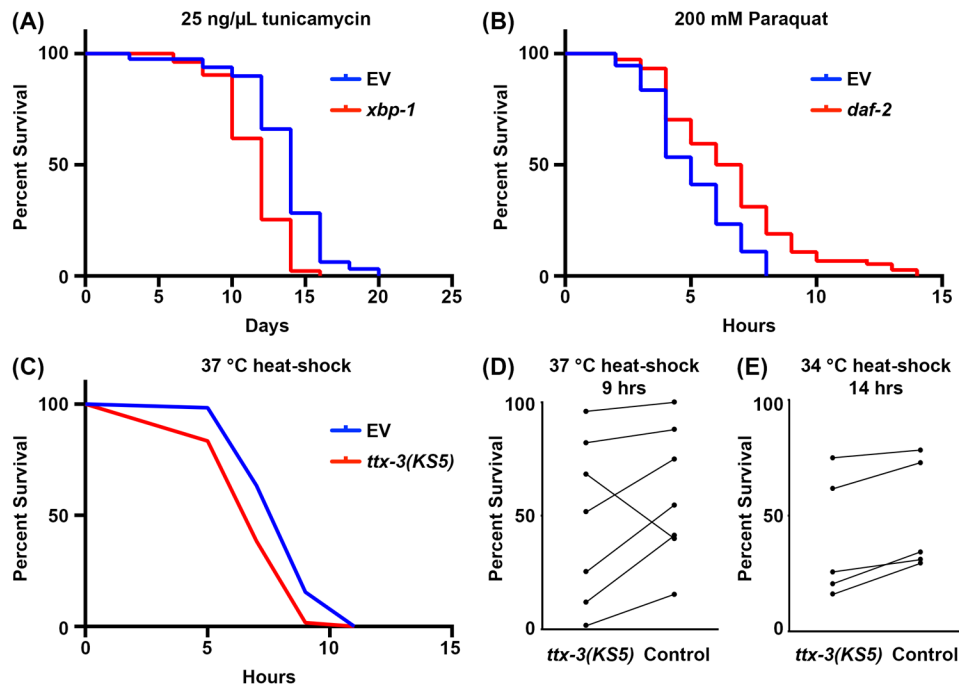 (A) 25 ng/µL tunicamycin
Percent Survival
100
50
0
EV
xbp-1
0 5 10 15 20 25
Days
(B) 200 mM Paraquat
Percent Survival
100
50
0
EV
daf-2
0 5 10 15
Hours
(C) 37 °C heat-shock
Percent Survival
100
50
0
EV
ttx-3(KS5)
0 5 10 15
Hours
(D) 37 °C heat-shock
9 hrs
Percent Survival
100
50
0
ttx-3(KS5) Control
(E) 34 °C heat-shock
14 hrs
Percent Survival
100
50
0
ttx-3(KS5) Control